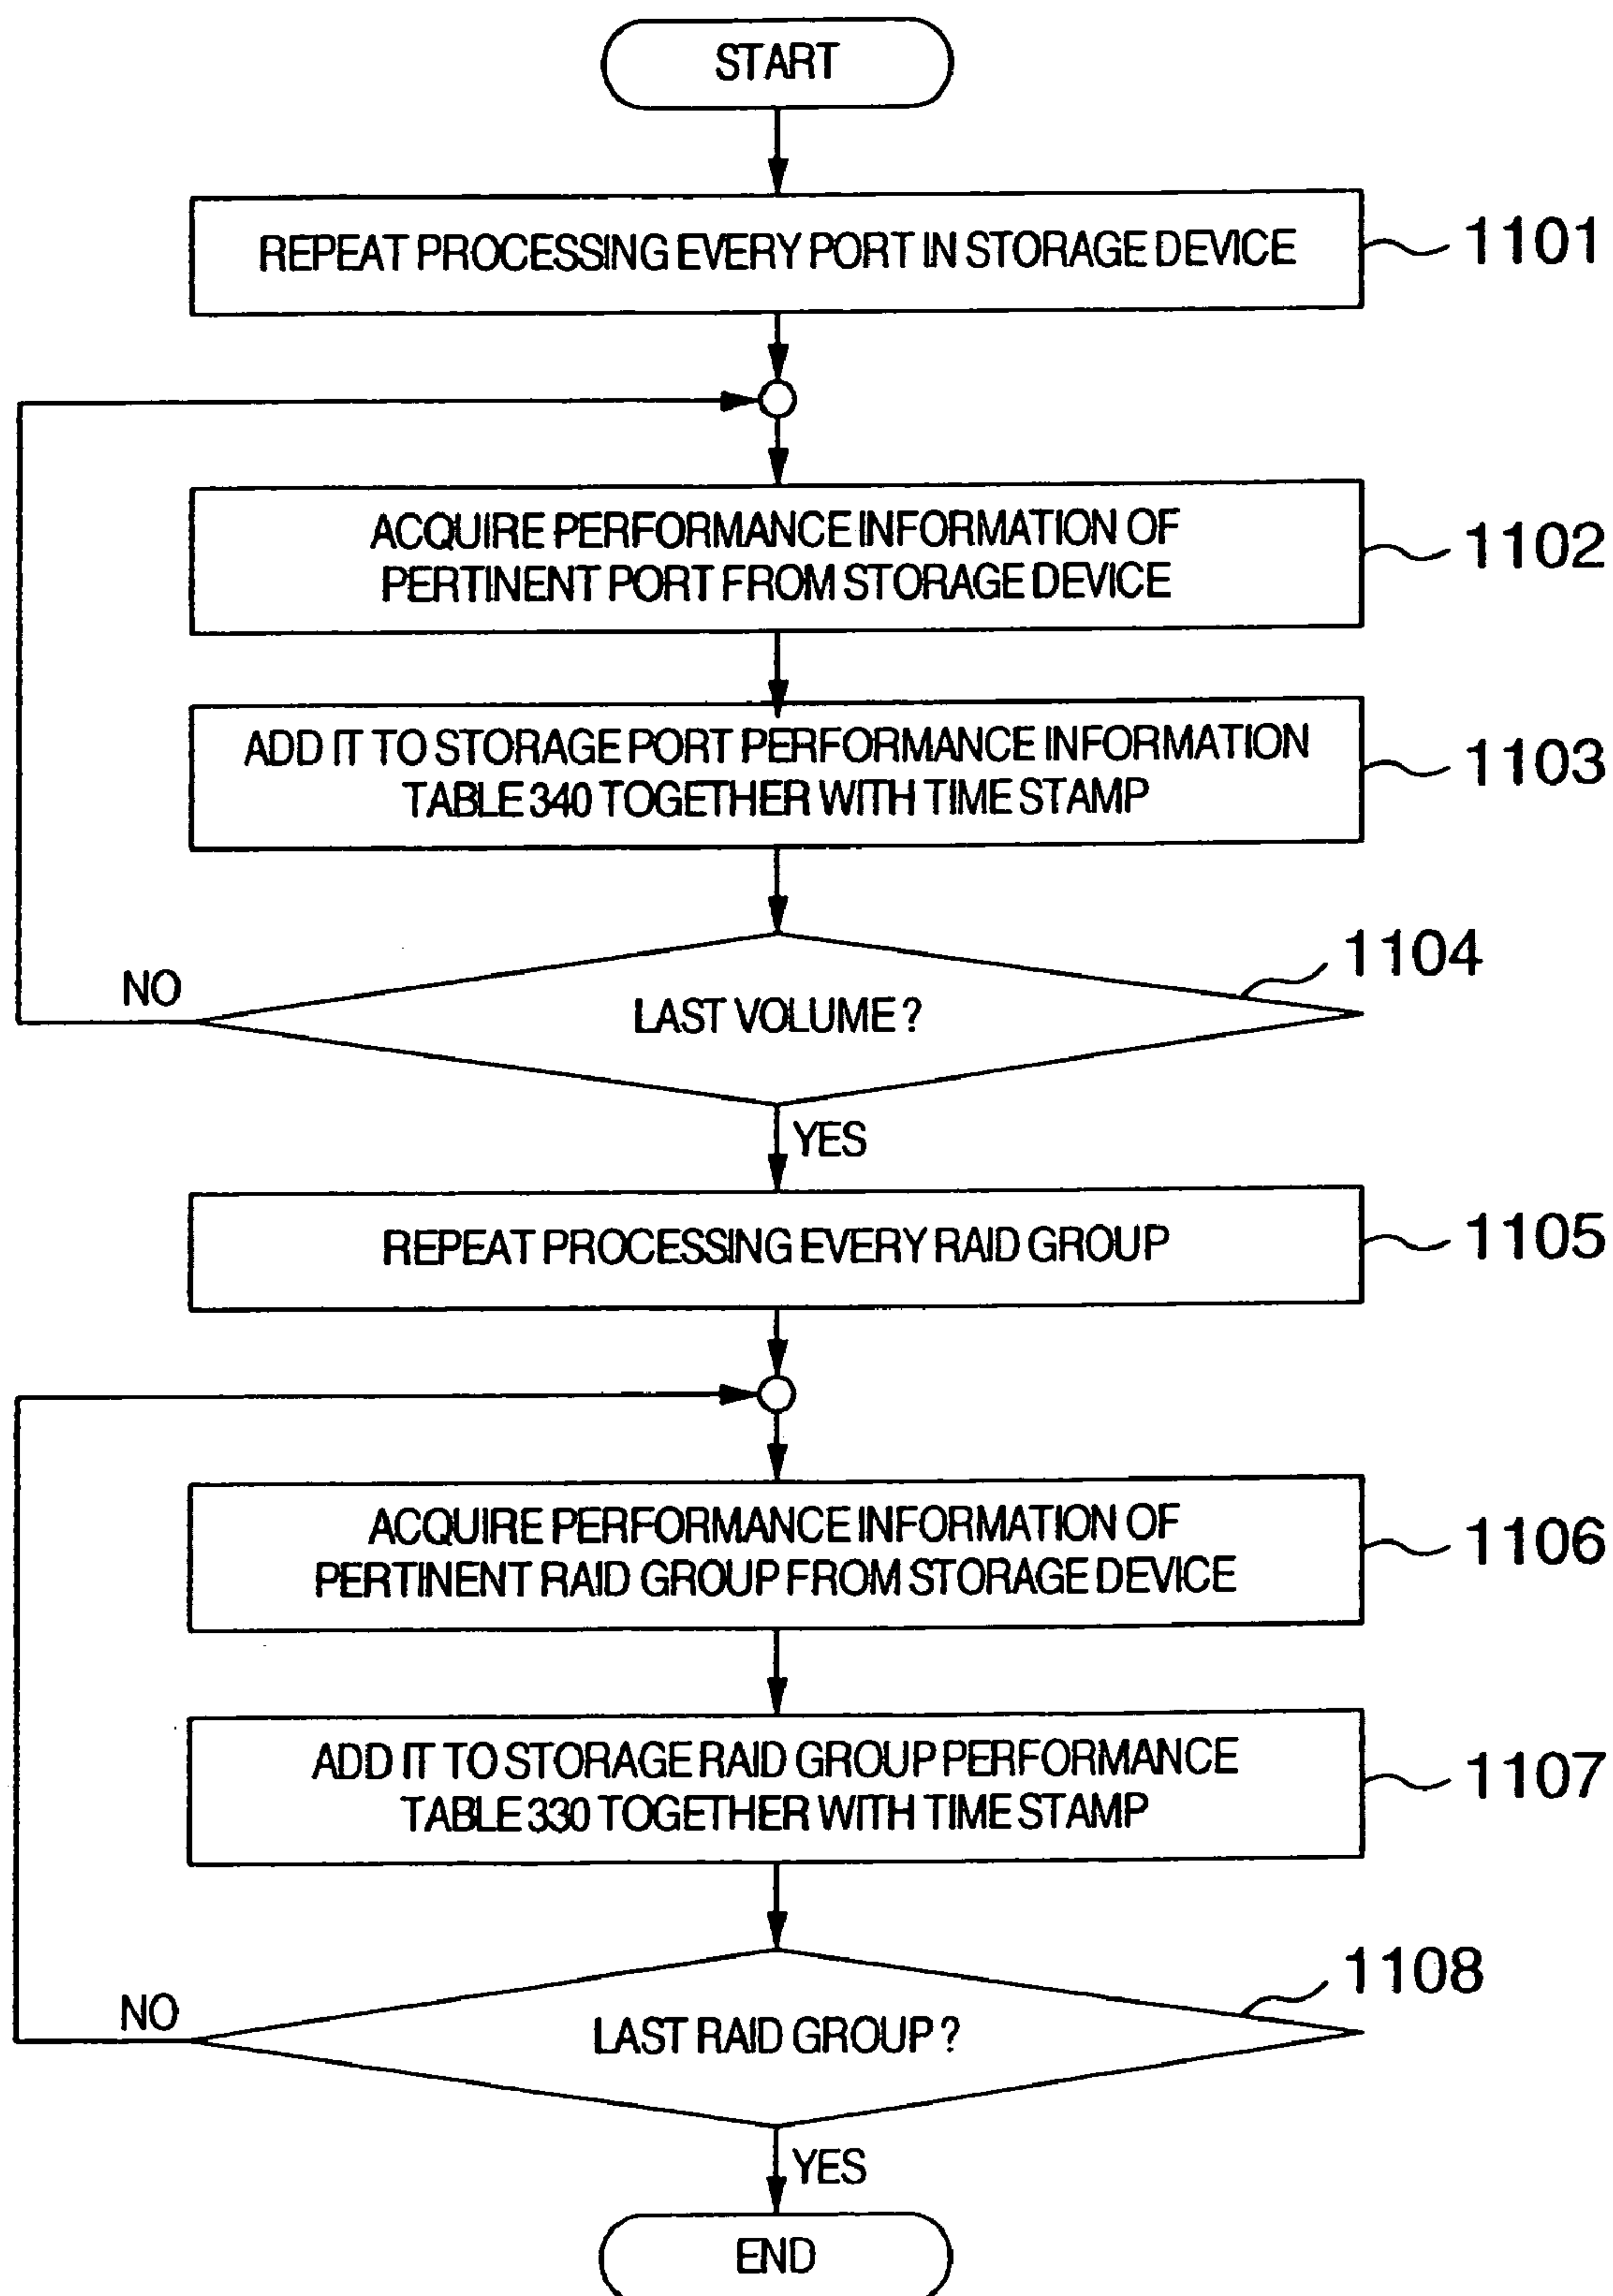 START
REPEAT PROCESSING EVERY PORT IN STORAGE DEVICE
1101
ACQUIRE PERFORMANCE INFORMATION OF
PERTINENT PORT FROM STORAGE DEVICE
1102
ADD IT TO STORAGE PORT PERFORMANCE INFORMATION
TABLE 340 TOGETHER WITH TIME STAMP
1103
1104
NO
LAST VOLUME ?
YES
REPEAT PROCESSING EVERY RAID GROUP
1105
ACQUIRE PERFORMANCE INFORMATION OF
PERTINENT RAID GROUP FROM STORAGE DEVICE
1106
ADD IT TO STORAGE RAID GROUP PERFORMANCE
TABLE 330 TOGETHER WITH TIME STAMP
1107
1108
NO
LAST RAID GROUP ?
YES
END